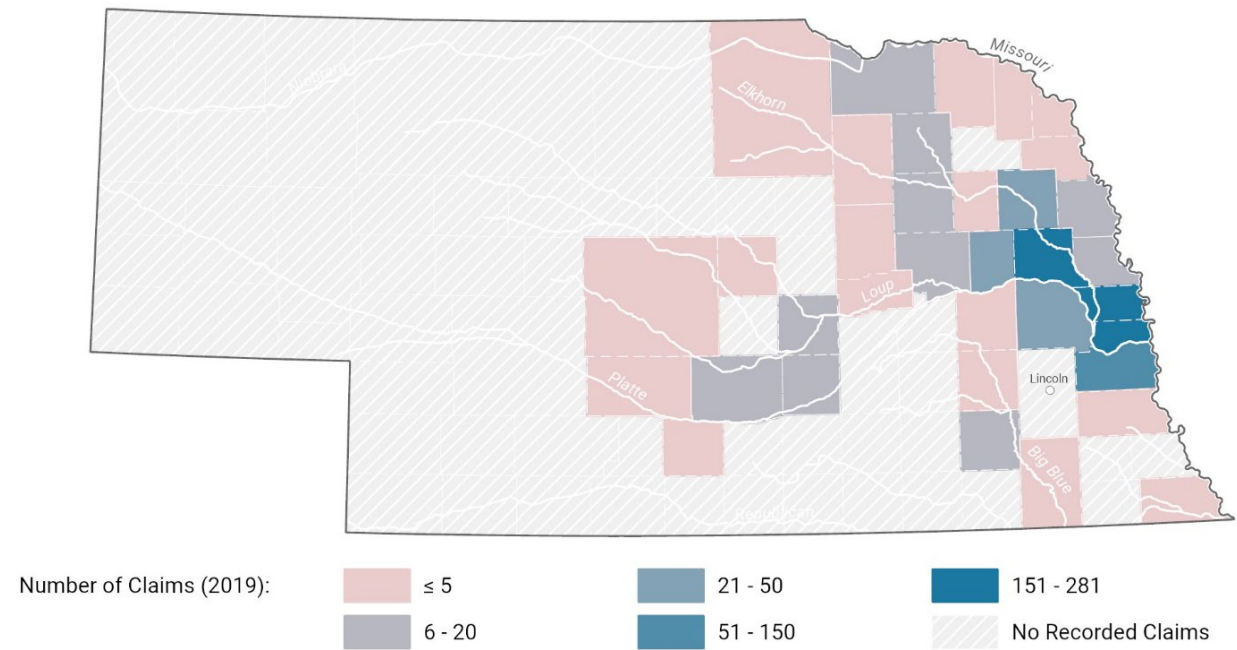 Missouri
Niobrara
Elkhorn
Loup
Platte
Lincoln
Big Blue
Republican
Number of Claims (2019):
≤ 5
21 - 50
151 - 281
6 - 20
51 - 150
No Recorded Claims